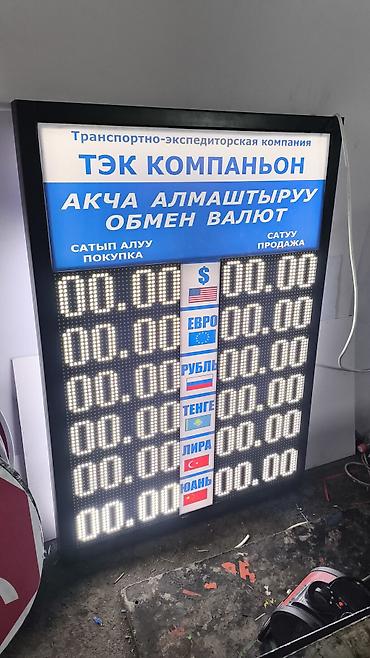 Транспортно-экспедиторская компания
ТЭК КОМПАНЬОН
АКЧА АЛМАШТЫРУУ
ОБМЕН ВАЛЮТ
САТЫП АЛУУ САТУУ
ПОКУПКА ПРОДАЖА
00.00 $ 00.00
00.00 ЕВРО 00.00
00.00 РУБЛЬ 00.00
00.00 ТЕНГЕ 00.00
00.00 ЛИРА 00.00
00.00 ЮАНЬ 00.00